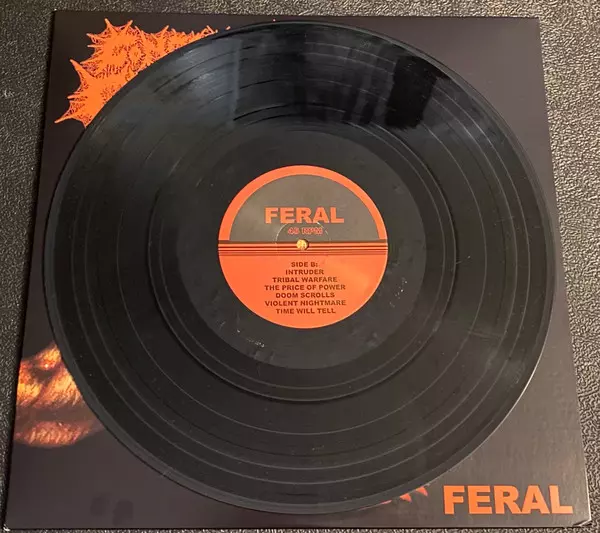 FERAL
45 RPM
SIDE B:
INTRUDER
TRIBAL WARFARE
THE PRICE OF POWER
DOOM SCROLLS
VIOLENT NIGHTMARE
TIME WILL TELL
FERAL